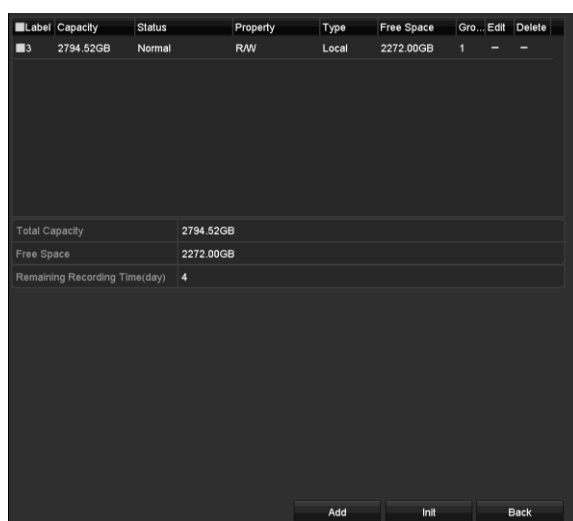 Label Capacity Status Property Type Free Space Gro... Edit Delete
3 2794.52GB Normal R/W Local 2272.00GB 1 – –
Total Capacity 2794.52GB
Free Space 2272.00GB
Remaining Recording Time(day) 4
Add Init Back